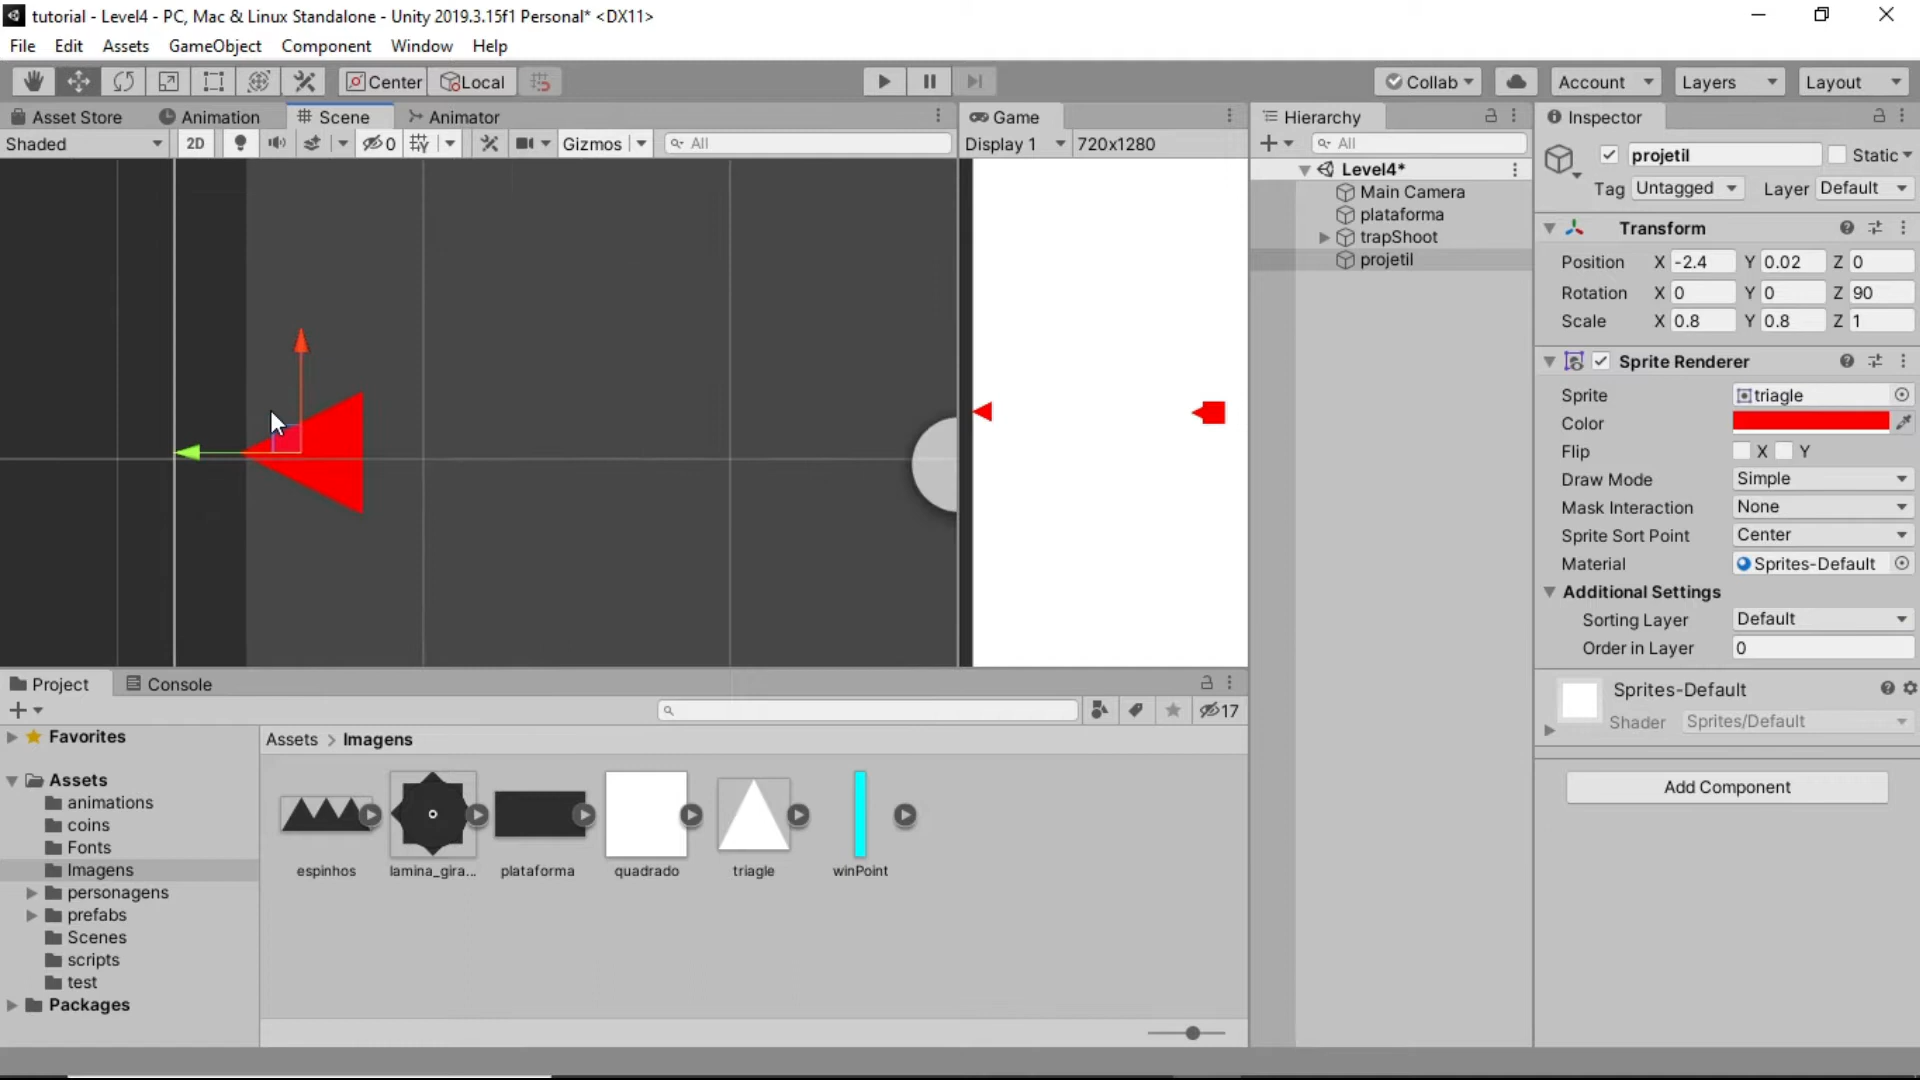 tutorial - Level4 - PC, Mac & Linux Standalone - Unity 2019.3.15f1 Personal* <DX11>
File Edit Assets GameObject Component Window Help
Center Local Collab Account Layers Layout
Asset Store Animation Scene Animator Game Hierarchy Inspector
Shaded 2D 0 Gizmos All Display 1 720x1280 All
projetil Static
Tag Untagged Layer Default
Level4*
Main Camera
plataforma
trapShoot
projetil
Transform
Position X -2.4 Y 0.02 Z 0
Rotation X 0 Y 0 Z 90
Scale X 0.8 Y 0.8 Z 1
Sprite Renderer
Sprite triagle
Color
Flip X Y
Draw Mode Simple
Mask Interaction None
Sprite Sort Point Center
Material Sprites-Default
Additional Settings
Sorting Layer Default
Order in Layer 0
Sprites-Default
Shader Sprites/Default
Add Component
Project Console
17
Favorites
Assets > Imagens
Assets
animations
coins
Fonts
Imagens
personagens
prefabs
Scenes
scripts
test
Packages
espinhos lamina_gira... plataforma quadrado triagle winPoint